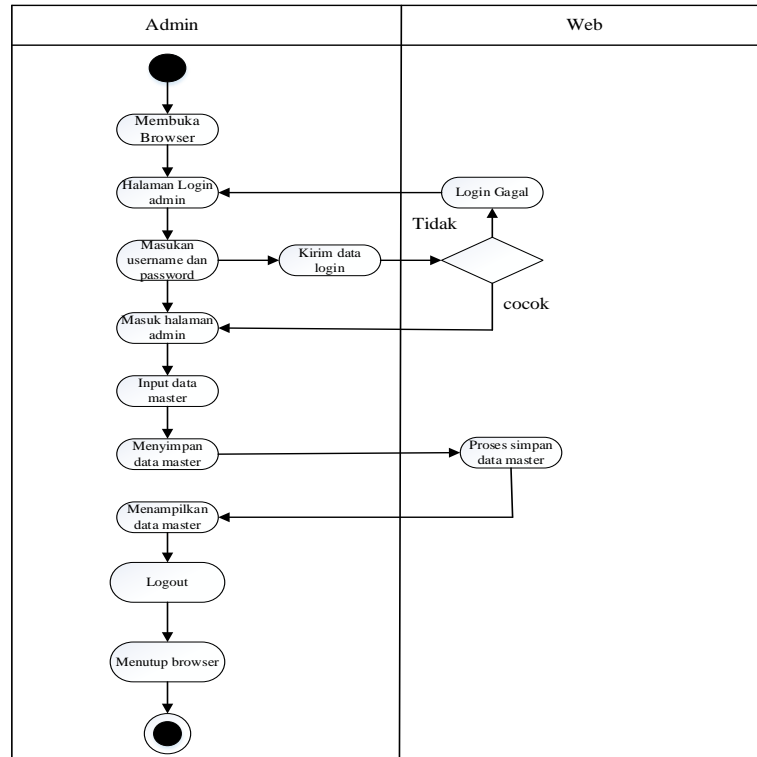 Admin
Web
Membuka
Browser
Halaman Login
admin
Login Gagal
Tidak
Masukan
username dan
password
Kirim data
login
cocok
Masuk halaman
admin
Input data
master
Menyimpan
data master
Proses simpan
data master
Menampilkan
data master
Logout
Menutup browser